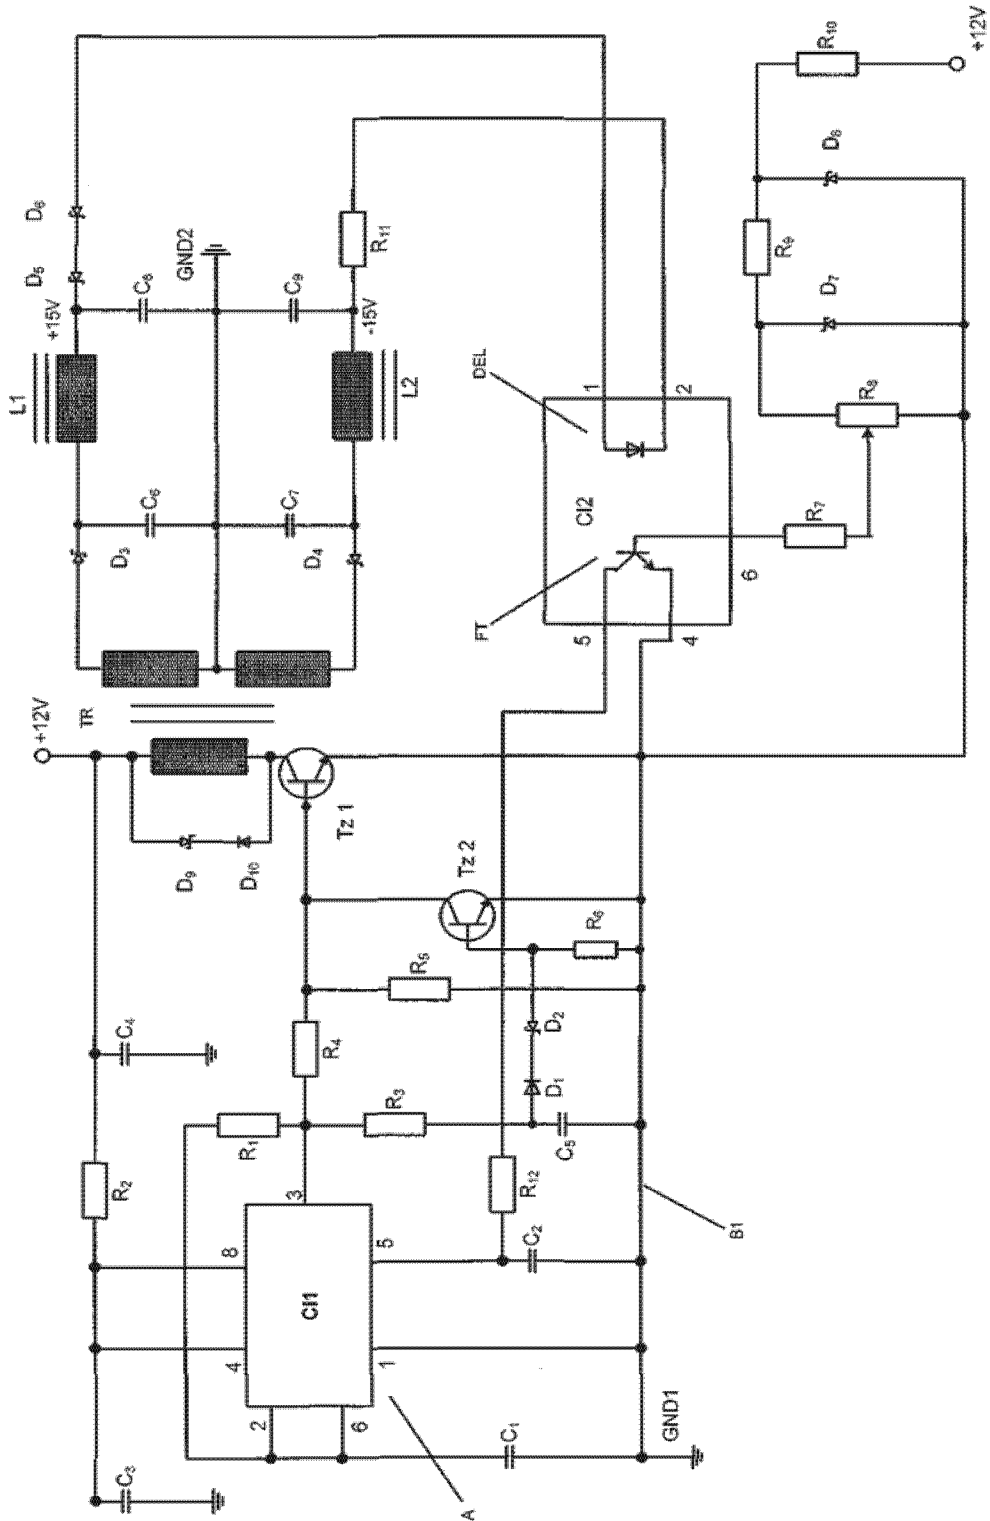 +12V
R₁₀
D₈
R₉
D₇
R₈
R₇
D₆
D₅
+15V
C₈
GND2
C₉
-15V
R₁₁
L1
L2
C₆
C₇
D₃
D₄
DEL
1
2
CI2
FT
5
4
6
TR
+12V
D₉
D₁₀
Tz 1
Tz 2
R₆
R₅
D₂
D₁
R₄
R₃
C₅
C₄
R₁
R₂
R₁₂
C₂
3
8
5
CI1
4
1
2
6
B1
GND1
C₁
C₃
A